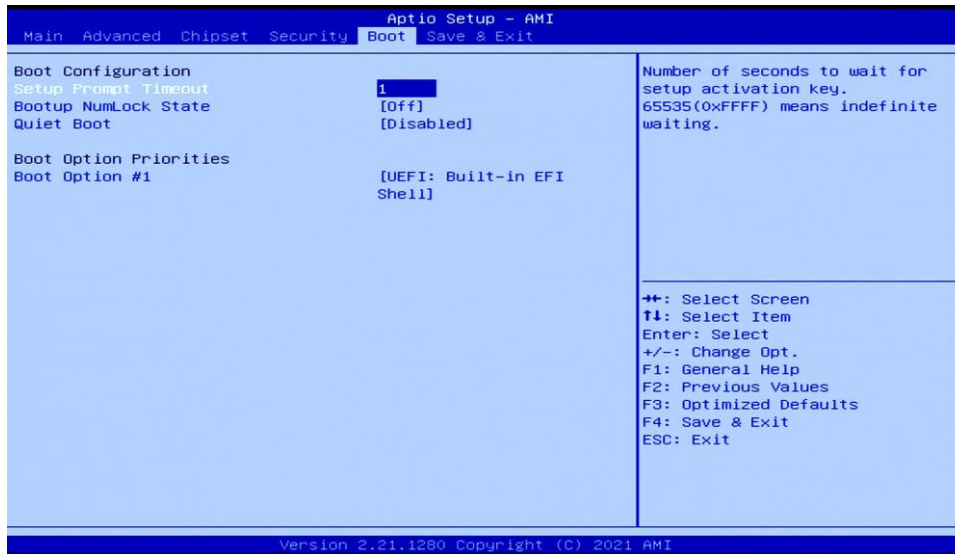 Aptio Setup - AMI
Main Advanced Chipset Security Boot Save & Exit
Boot Configuration
Setup Prompt Timeout 1
Bootup NumLock State [Off]
Quiet Boot [Disabled]
Boot Option Priorities
Boot Option #1 [UEFI: Built-in EFI
Shell]
Number of seconds to wait for
setup activation key.
65535(0xFFFF) means indefinite
waiting.
→←: Select Screen
↑↓: Select Item
Enter: Select
+/-: Change Opt.
F1: General Help
F2: Previous Values
F3: Optimized Defaults
F4: Save & Exit
ESC: Exit
Version 2.21.1280 Copyright (C) 2021 AMI